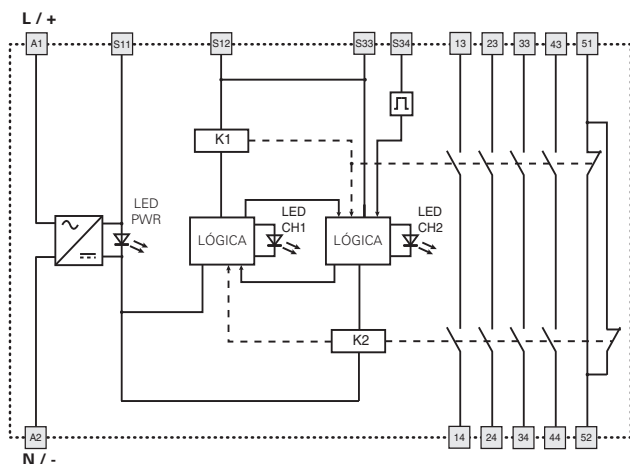 L / +
A1 S11 S12 S33 S34 13 23 33 43 51
K1
LED
PWR
LED
CH1
LED
CH2
LÓGICA LÓGICA
K2
A2 14 24 34 44 52
N / -